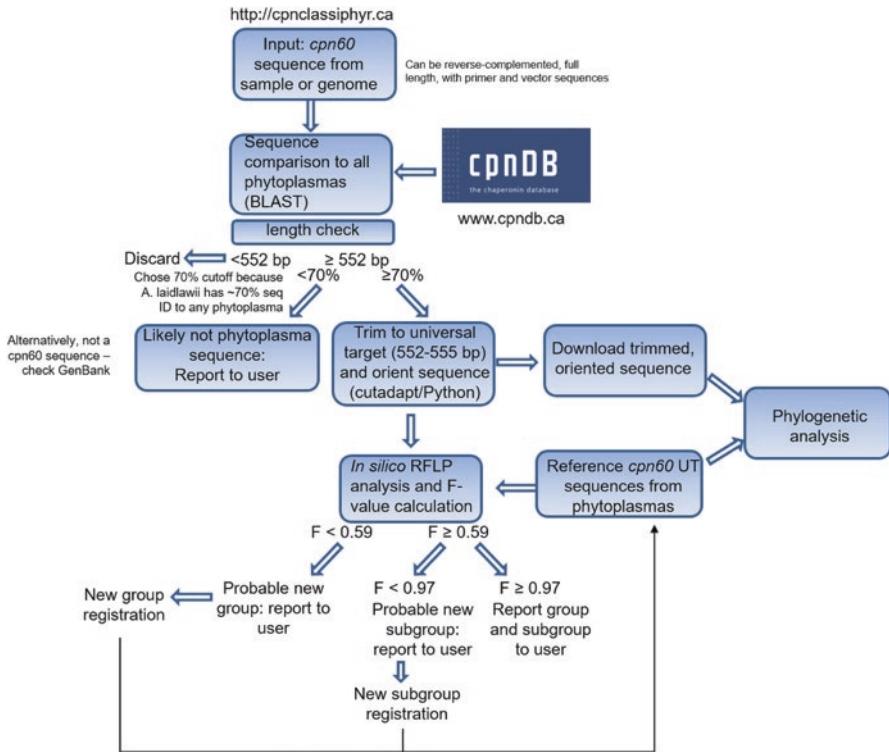 http://cpnclassiphyr.ca
Input: cpn60
sequence from
sample or genome
Can be reverse-complemented, full
length, with primer and vector sequences
Sequence
comparison to all
phytoplasmas
(BLAST)
cpnDB
the chaperonin database
www.cpndb.ca
length check
Discard
<552 bp
≥ 552 bp
Chose 70% cutoff because
A. laidlawii has ~70% seq
ID to any phytoplasma
<70%
≥70%
Alternatively, not a
cpn60 sequence –
check GenBank
Likely not phytoplasma
sequence:
Report to user
Trim to universal
target (552-555 bp)
and orient sequence
(cutadapt/Python)
Download trimmed,
oriented sequence
Phylogenetic
analysis
In silico RFLP
analysis and F-
value calculation
Reference cpn60 UT
sequences from
phytoplasmas
F < 0.59
F ≥ 0.59
New group
registration
Probable new
group: report to
user
F < 0.97
Probable new
subgroup:
report to user
F ≥ 0.97
Report group
and subgroup
to user
New subgroup
registration